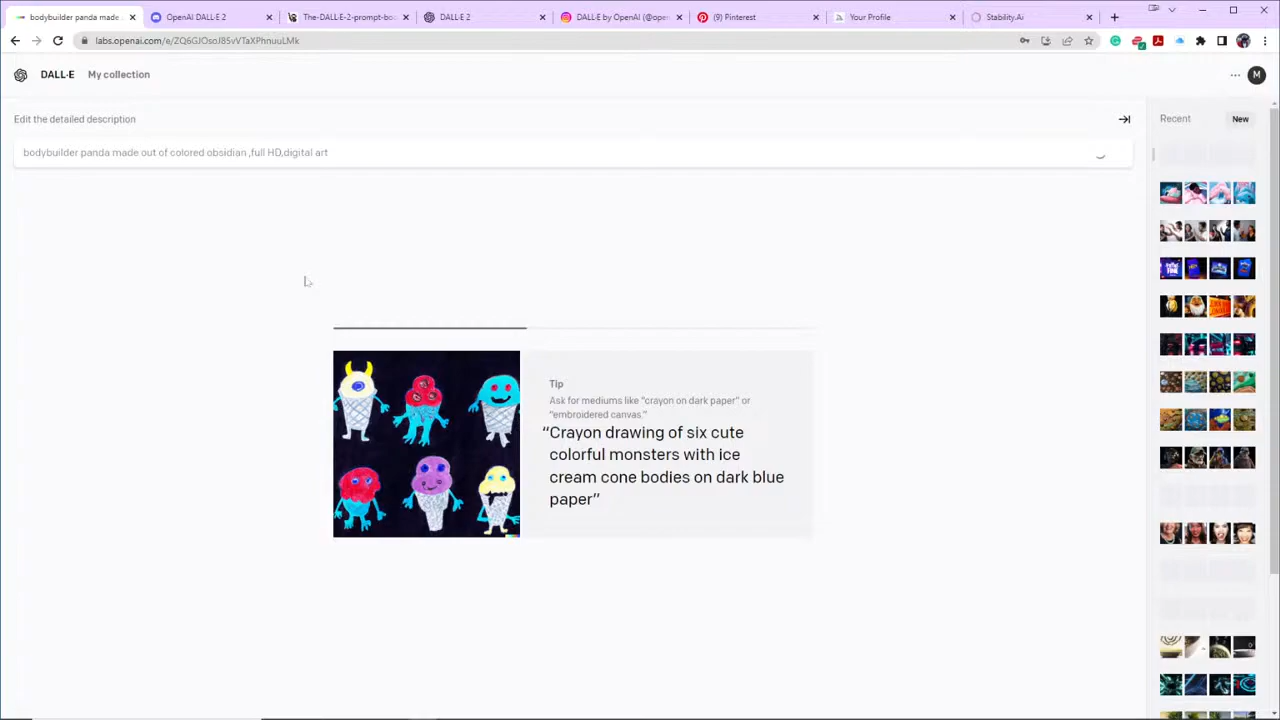 bodybuilder panda made
OpenAI DALL·E 2
The-DALL-E-2-prompt-bo
DALL·E
DALL·E by OpenAI (@open
(9) Pinterest
Your Profile
Stability.Ai
labs.openai.com/e/ZQ6GJOsoJ85vVTaXPhnuuLMk
DALL·E
My collection
M
Edit the detailed description
Recent
New
bodybuilder panda made out of colored obsidian ,full HD,digital art
Tip
Ask for mediums like "crayon on dark paper" or
"embroidered canvas."
“Crayon drawing of six cute
colorful monsters with ice
cream cone bodies on dark blue
paper”